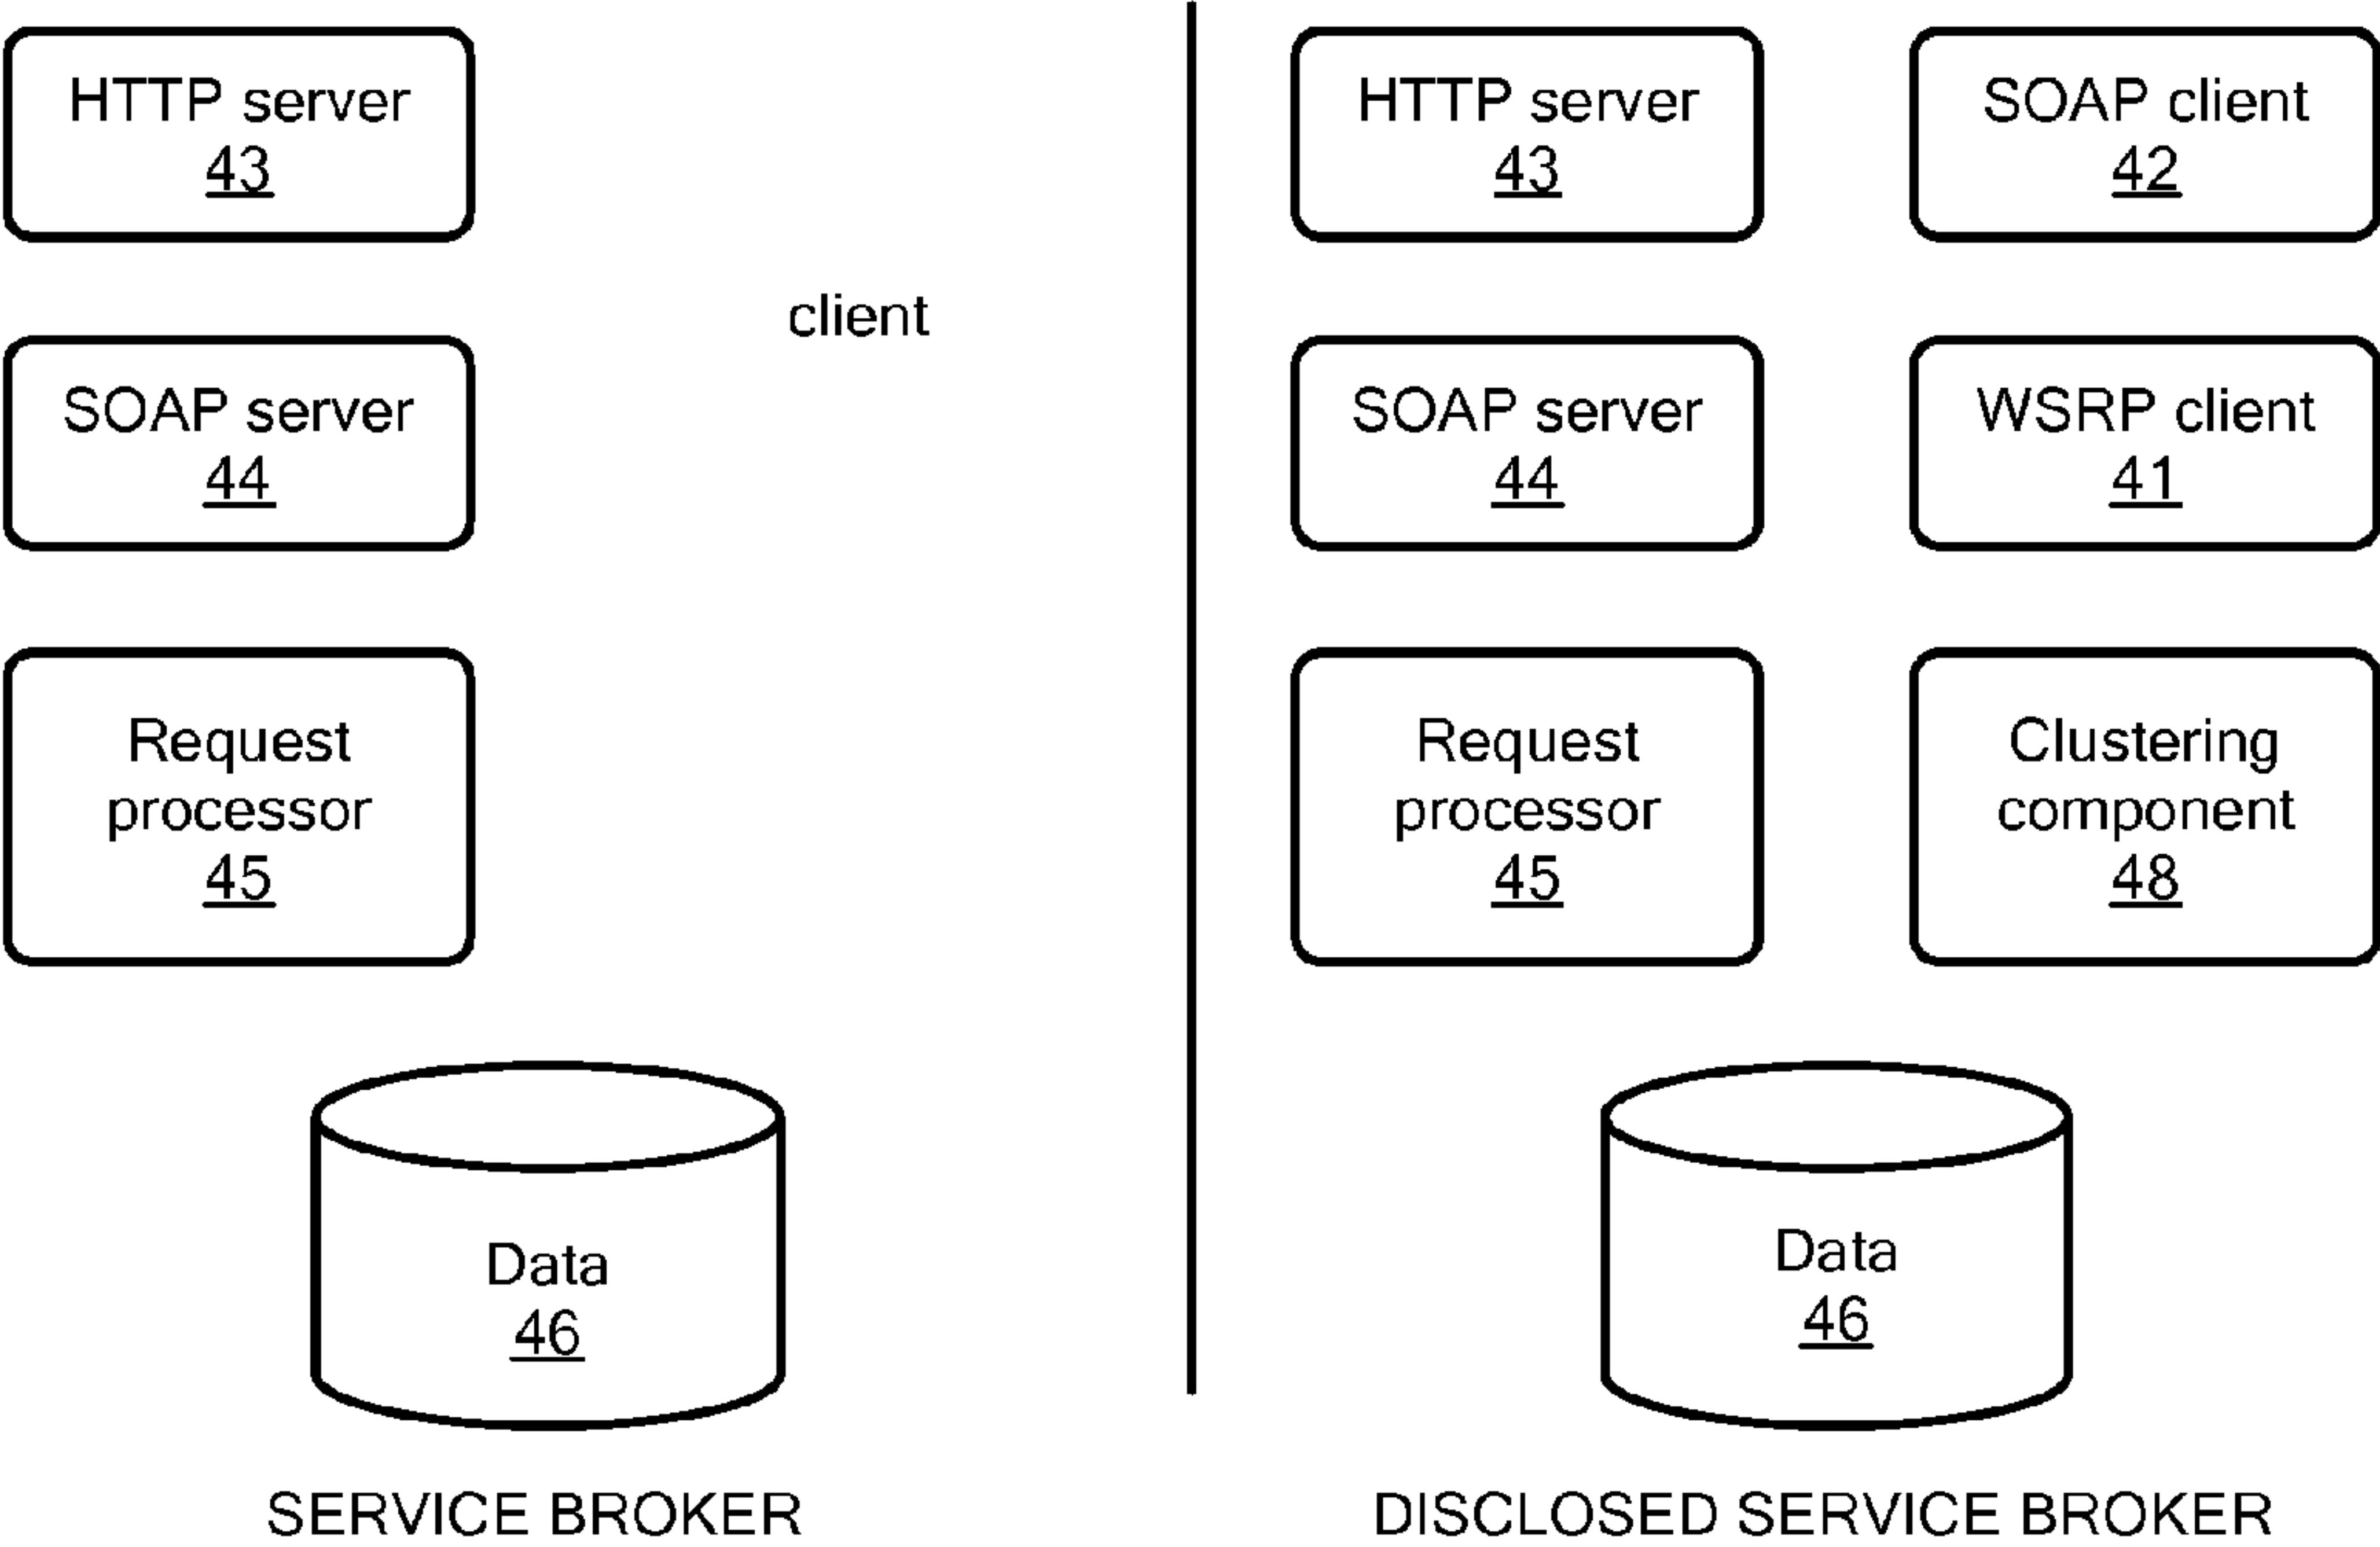 HTTP server
43
client
SOAP server
44
Request
processor
45
Data
46
SERVICE BROKER
HTTP server
43
SOAP client
42
SOAP server
44
WSRP client
41
Request
processor
45
Clustering
component
48
Data
46
DISCLOSED SERVICE BROKER